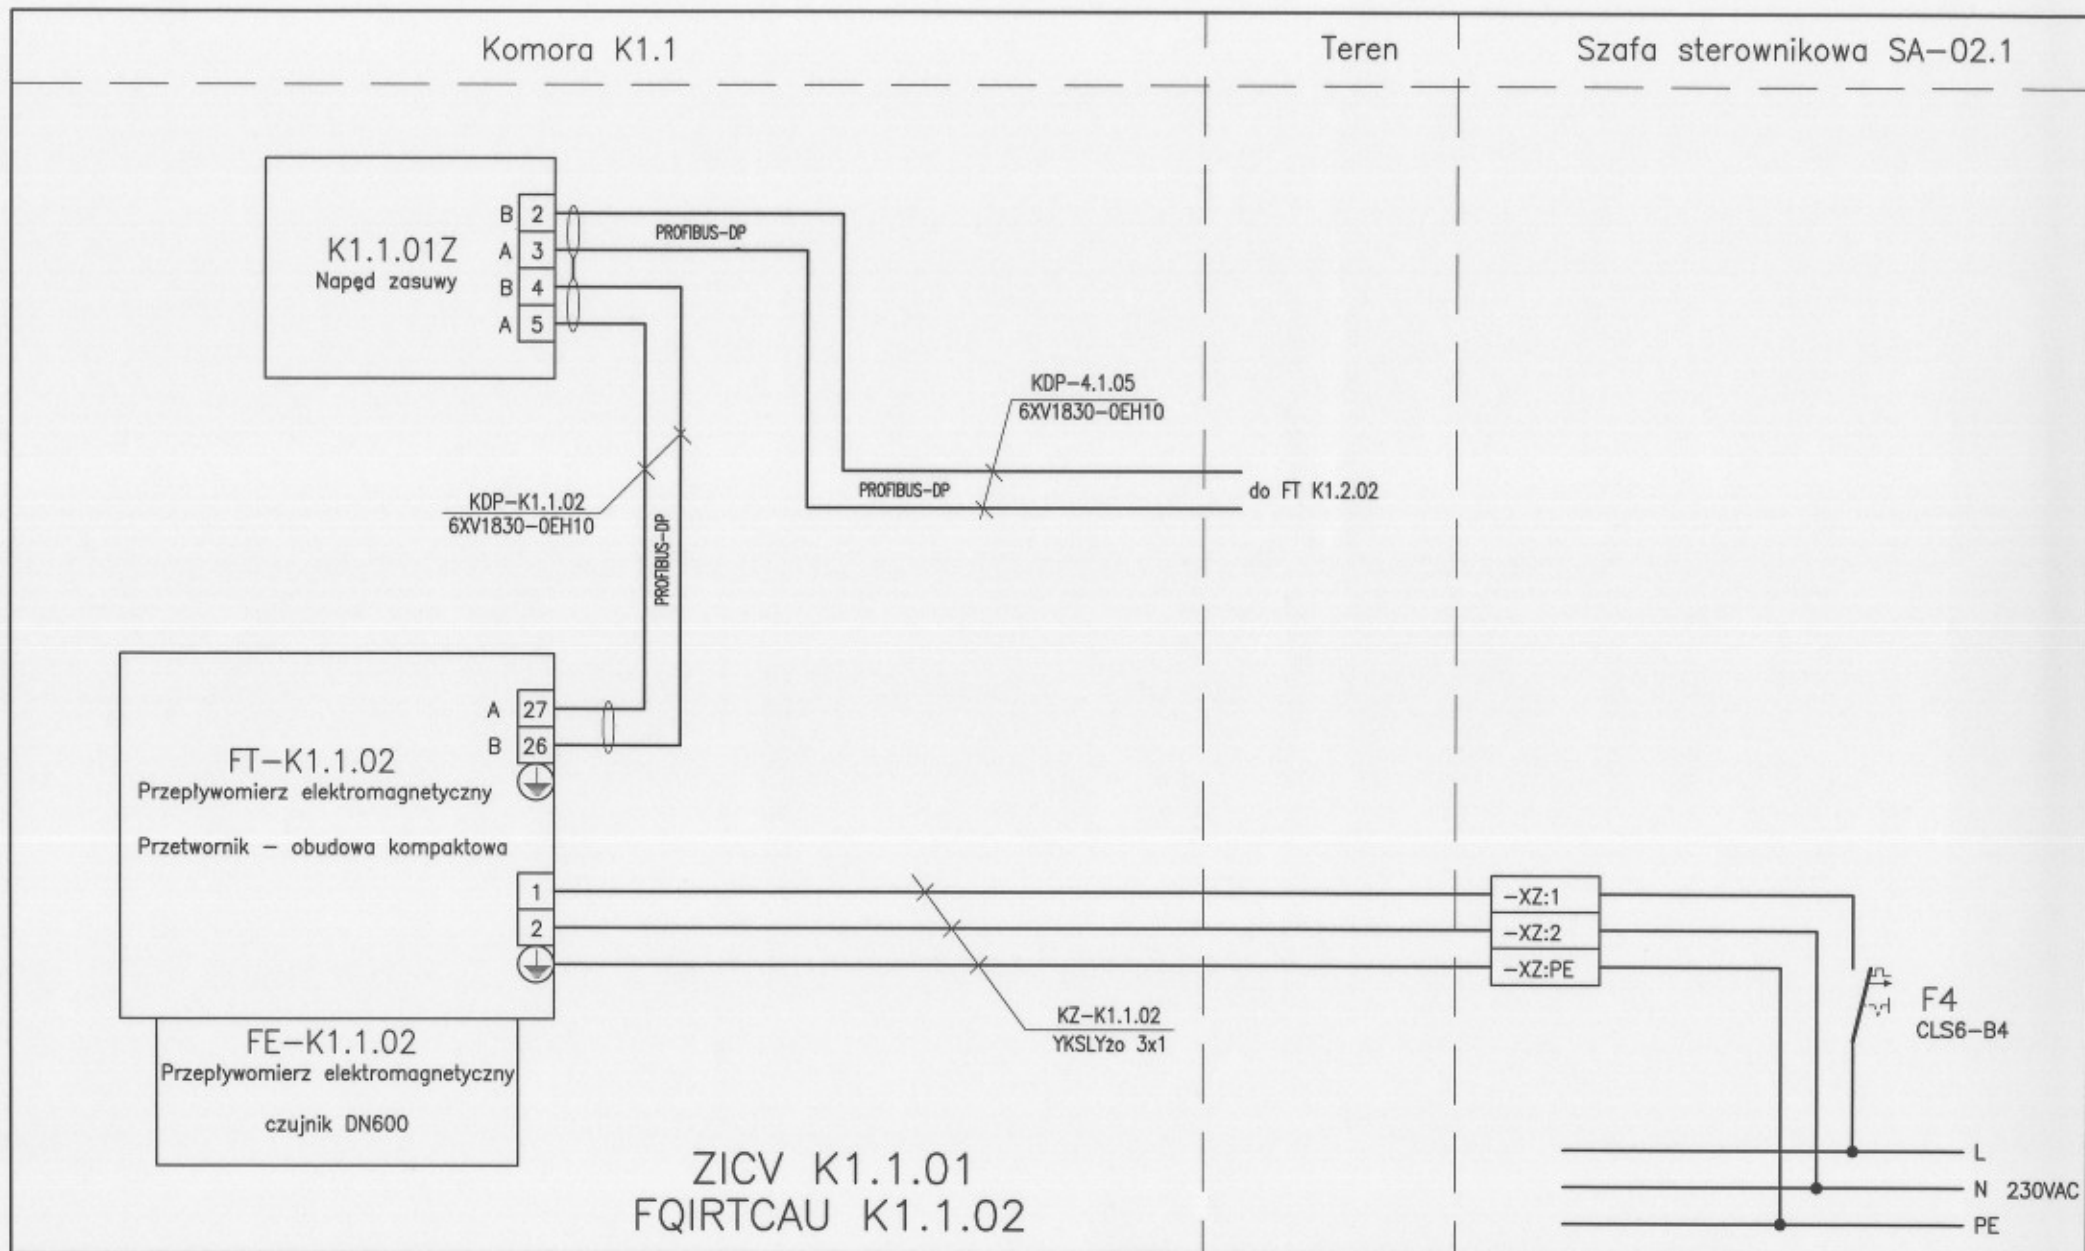 Komora K1.1
Teren
Szafa sterownikowa SA-02.1
K1.1.01Z
Napęd zasuwy
B 2
A 3
B 4
A 5
PROFIBUS-DP
KDP-4.1.05
6XV1830-0EH10
PROFIBUS-DP
do FT K1.2.02
KDP-K1.1.02
6XV1830-0EH10
PROFIBUS-DP
A 27
B 26
FT-K1.1.02
Przepływomierz elektromagnetyczny
Przetwornik - obudowa kompaktowa
1
2
-XZ:1
-XZ:2
-XZ:PE
KZ-K1.1.02
YKSLYżo 3x1
F4
CLS6-B4
FE-K1.1.02
Przepływomierz elektromagnetyczny
czujnik DN600
L
N 230VAC
PE
ZICV K1.1.01
FQIRTCAU K1.1.02